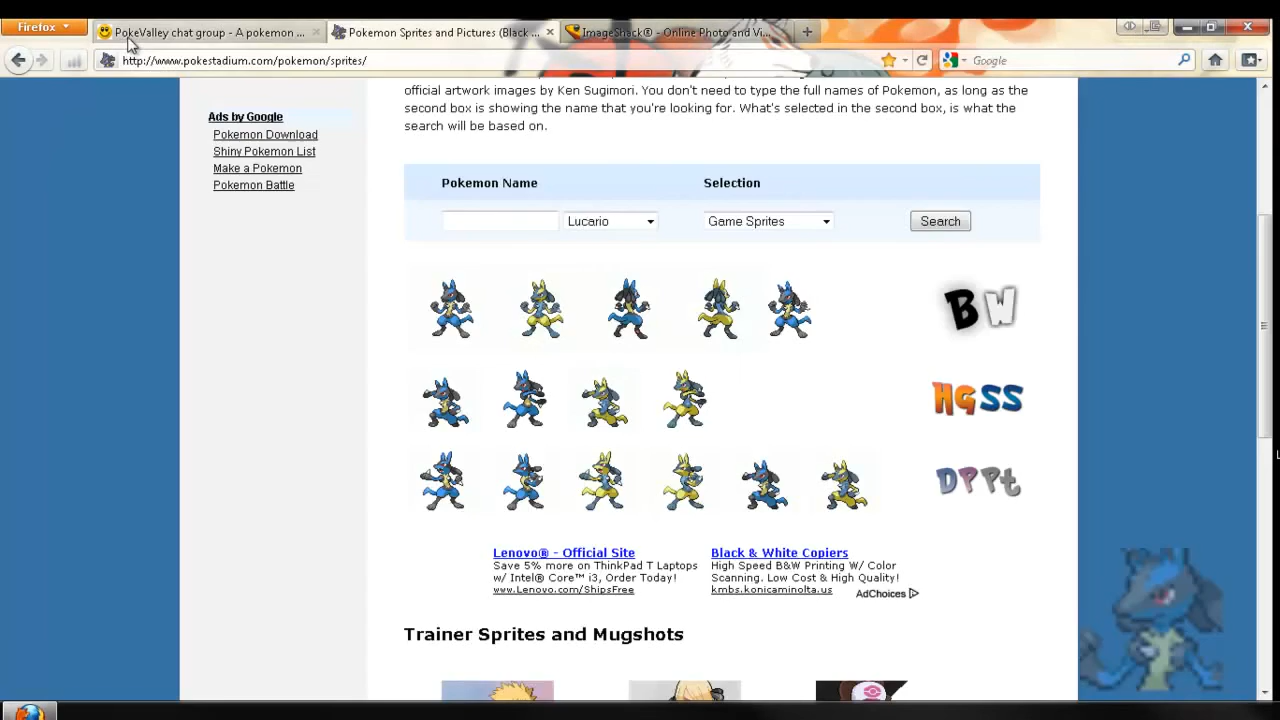 Firefox
PokeValley chat group - A pokemon ...
Pokemon Sprites and Pictures (Black ...
ImageShack® - Online Photo and Vi...
http://www.pokestadium.com/pokemon/sprites/
Google
official artwork images by Ken Sugimori. You don't need to type the full names of Pokemon, as long as the
second box is showing the name that you're looking for. What's selected in the second box, is what the
search will be based on.
Ads by Google
Pokemon Download
Shiny Pokemon List
Make a Pokemon
Pokemon Battle
Pokemon Name
Selection
Lucario
Game Sprites
Search
BW
HGSS
DPPt
Lenovo® - Official Site
Save 5% more on ThinkPad T Laptops
w/ Intel® Core™ i3, Order Today!
www.Lenovo.com/ShipsFree
Black & White Copiers
High Speed B&W Printing W/ Color
Scanning. Low Cost & High Quality!
kmbs.konicaminolta.us
AdChoices
Trainer Sprites and Mugshots